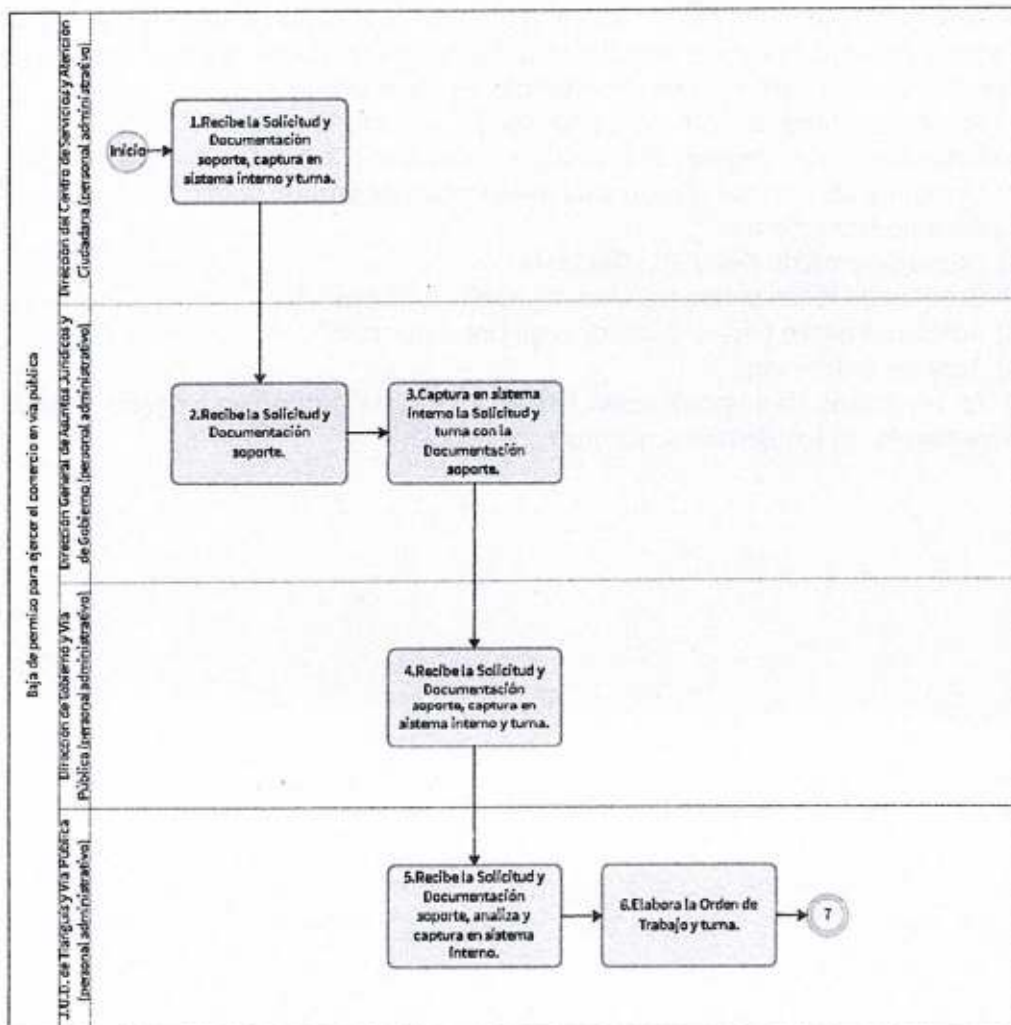 Baja de permiso para ejercer el comercio en vía pública
Dirección del Centro de Servicios y Atención
Ciudadana (personal administrativo)
Inicio
1.Recibe la Solicitud y
Documentación
soporte, captura en
sistema interno y turna.
Dirección General de Asuntos Jurídicos y
de Gobierno (personal administrativo)
2.Recibe la Solicitud y
Documentación
soporte.
3.Captura en sistema
interno la Solicitud y
turna con la
Documentación
soporte.
Dirección de Gobierno y Vía
Pública (personal administrativo)
4.Recibe la Solicitud y
Documentación
soporte, captura en
sistema interno y turna.
J.U.D. de Tianguis y Vía Pública
(personal administrativo)
5.Recibe la Solicitud y
Documentación
soporte, analiza y
captura en sistema
interno.
6.Elabora la Orden de
Trabajo y turna.
7